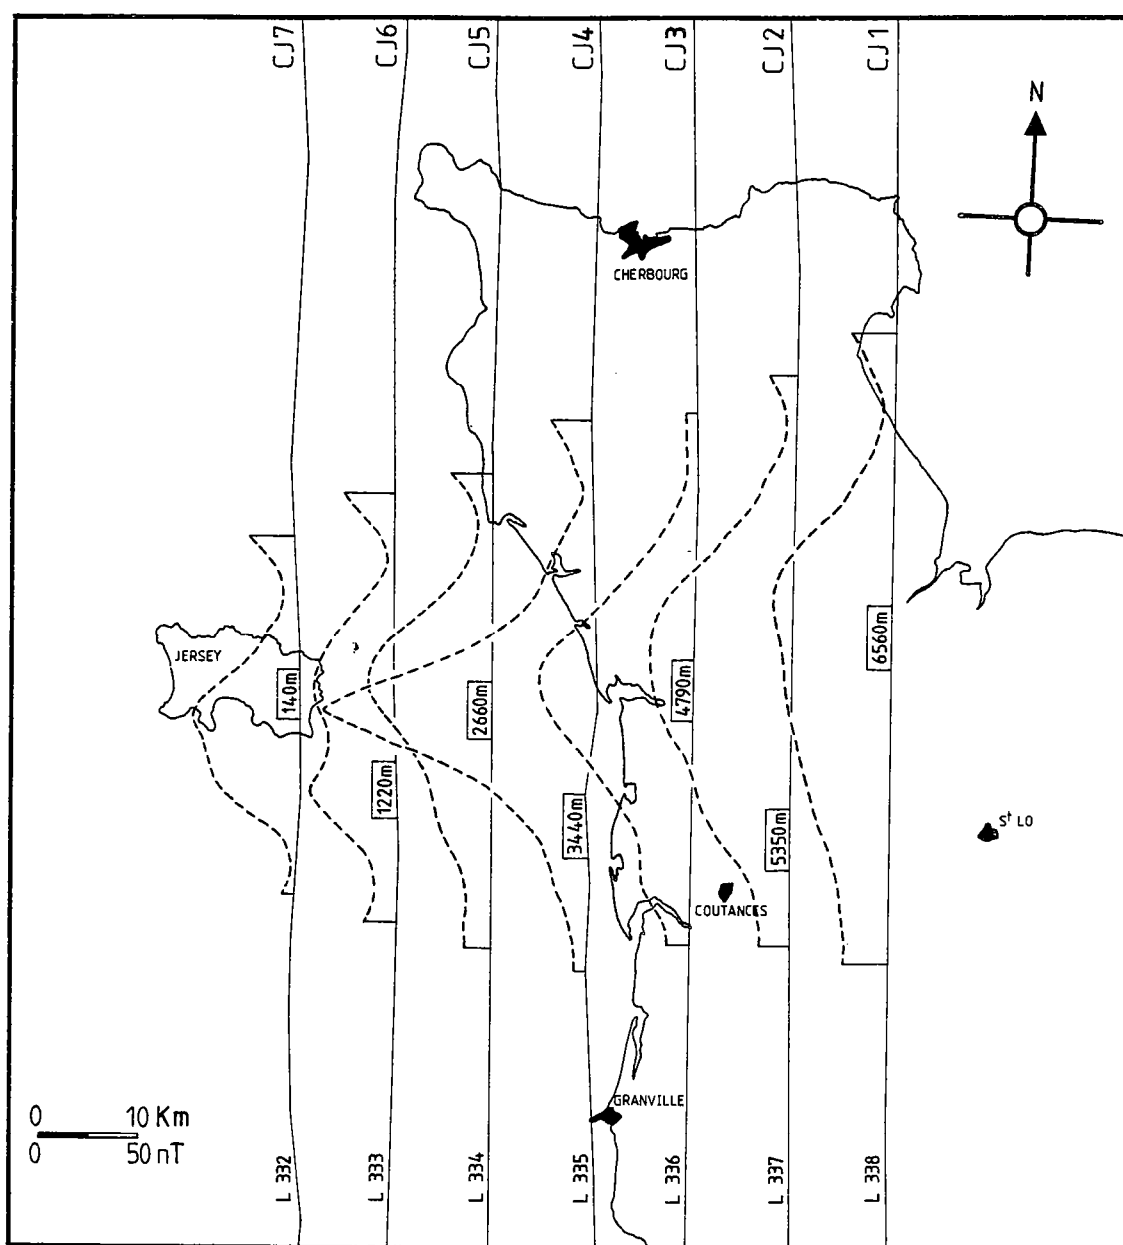 CJ7
CJ6
CJ5
CJ4
CJ3
CJ2
CJ1
N
CHERBOURG
JERSEY
140m
1220m
2660m
3440m
4790m
5350m
6560m
St LO
COUTANCES
GRANVILLE
0 10 Km
0 50 nT
L 332
L 333
L 334
L 335
L 336
L 337
L 338